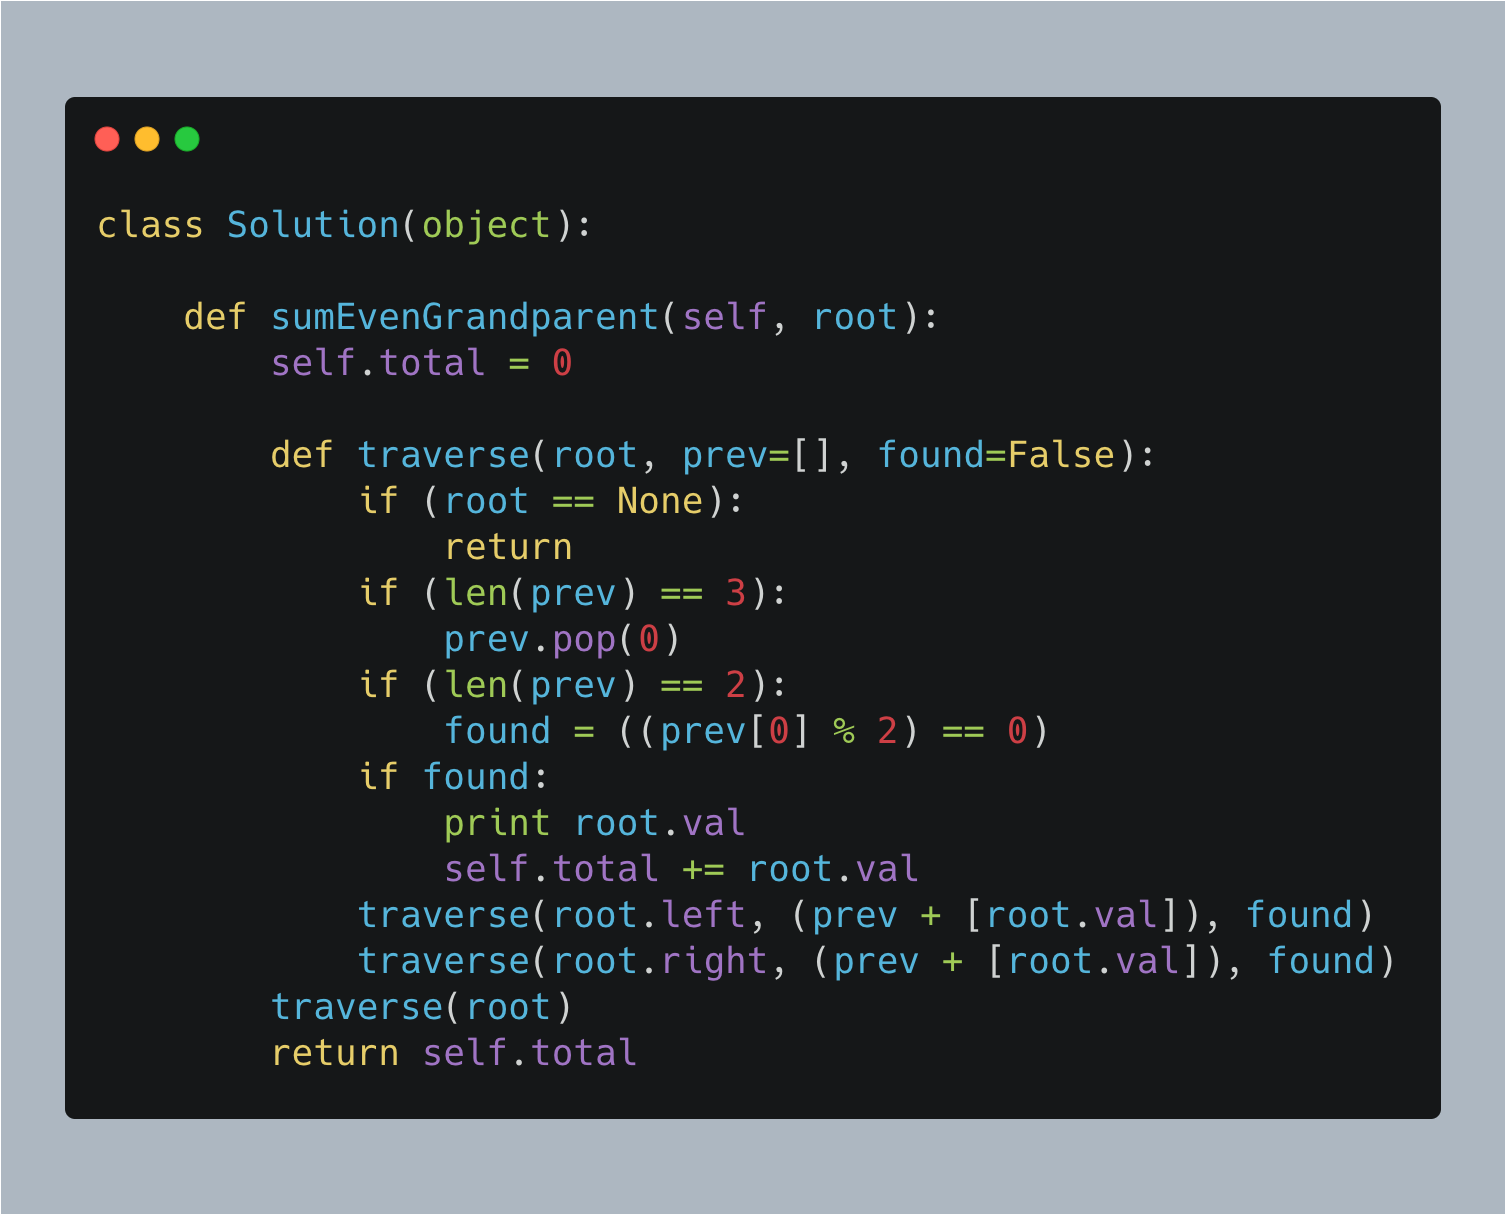 class Solution(object):
    def sumEvenGrandparent(self, root):
        self.total = 0
        def traverse(root, prev=[], found=False):
            if (root == None):
                return
            if (len(prev) == 3):
                prev.pop(0)
            if (len(prev) == 2):
                found = ((prev[0] % 2) == 0)
            if found:
                print root.val
                self.total += root.val
            traverse(root.left, (prev + [root.val]), found)
            traverse(root.right, (prev + [root.val]), found)
        traverse(root)
        return self.total